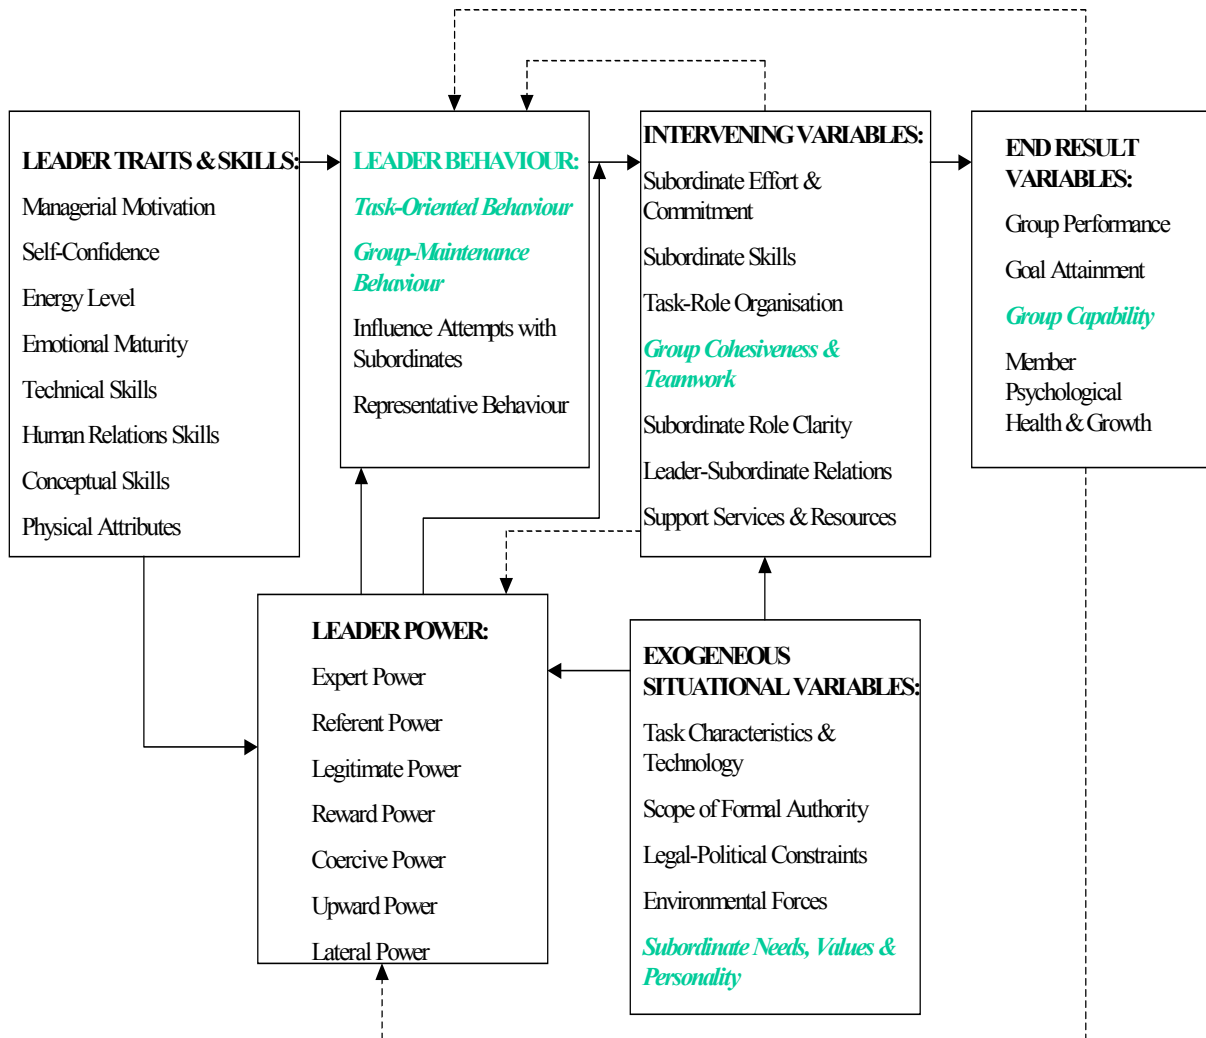 LEADER TRAITS & SKILLS:
Managerial Motivation
Self-Confidence
Energy Level
Emotional Maturity
Technical Skills
Human Relations Skills
Conceptual Skills
Physical Attributes
LEADER BEHAVIOUR:
Task-Oriented Behaviour
Group-Maintenance
Behaviour
Influence Attempts with
Subordinates
Representative Behaviour
INTERVENING VARIABLES:
Subordinate Effort &
Commitment
Subordinate Skills
Task-Role Organisation
Group Cohesiveness &
Teamwork
Subordinate Role Clarity
Leader-Subordinate Relations
Support Services & Resources
END RESULT
VARIABLES:
Group Performance
Goal Attainment
Group Capability
Member
Psychological
Health & Growth
LEADER POWER:
Expert Power
Referent Power
Legitimate Power
Reward Power
Coercive Power
Upward Power
Lateral Power
EXOGENEOUS
SITUATIONAL VARIABLES:
Task Characteristics &
Technology
Scope of Formal Authority
Legal-Political Constraints
Environmental Forces
Subordinate Needs, Values &
Personality